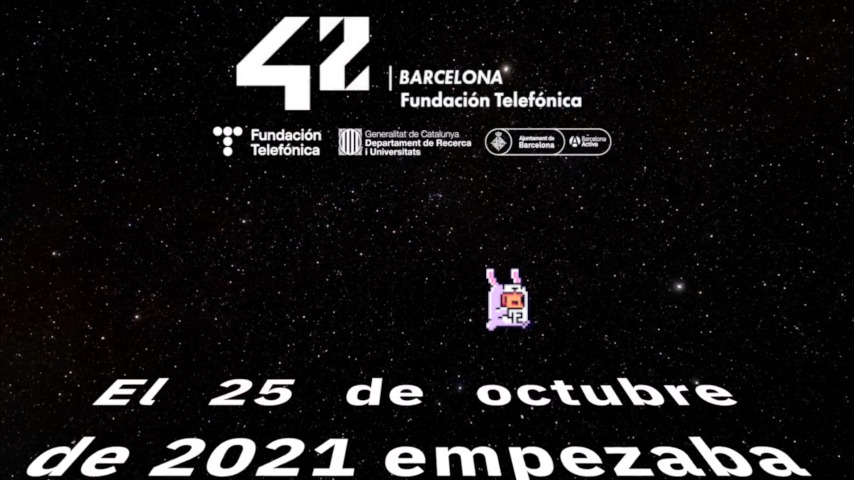 42
BARCELONA
Fundación Telefónica
Fundación
Telefónica
Generalitat de Catalunya
Departament de Recerca
i Universitats
Ajuntament de
Barcelona
Barcelona
Activa
42
El 25 de octubre
de 2021 empezaba